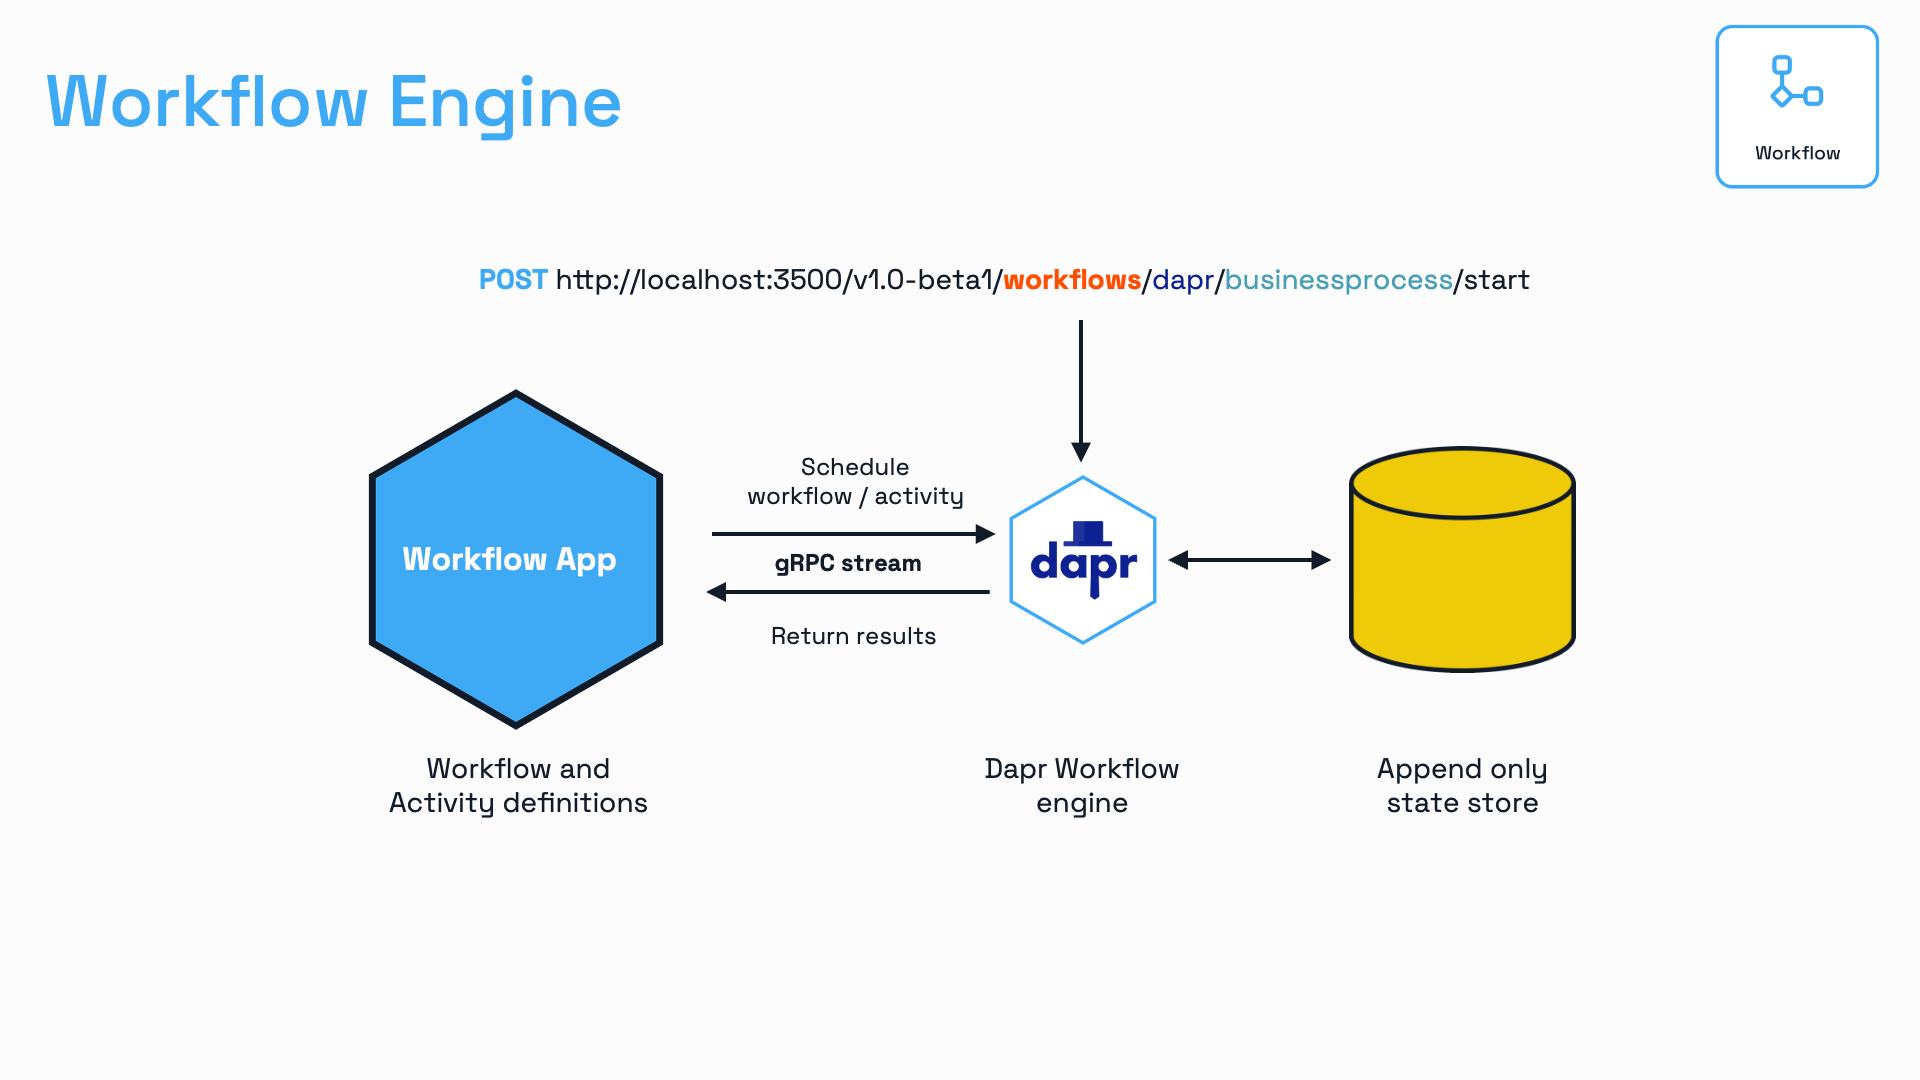 Workflow Engine
Workflow
POST http://localhost:3500/v1.0-beta1/workflows/dapr/businessprocess/start
Schedule
workflow / activity
Workflow App
gRPC stream
dapr
Return results
Workflow and
Activity definitions
Dapr Workflow
engine
Append only
state store